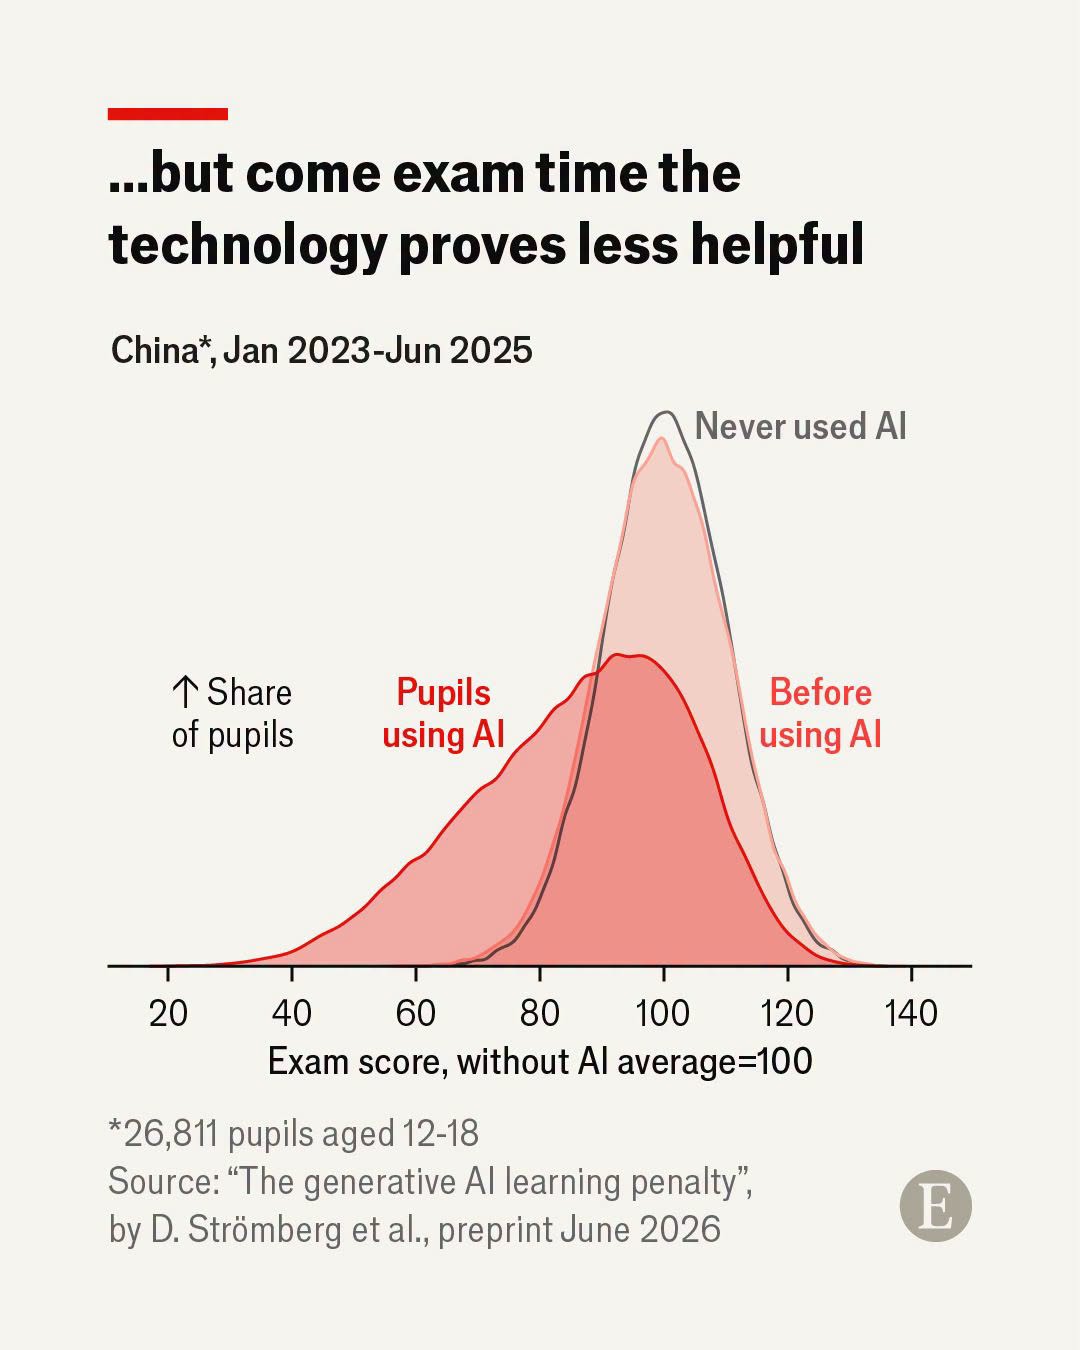 ...but come exam time the
technology proves less helpful
China*, Jan 2023-Jun 2025
Never used AI
↑ Share
of pupils
Pupils
using AI
Before
using AI
20 40 60 80 100 120 140
Exam score, without AI average=100
*26,811 pupils aged 12-18
Source: “The generative AI learning penalty”,
by D. Strömberg et al., preprint June 2026
E